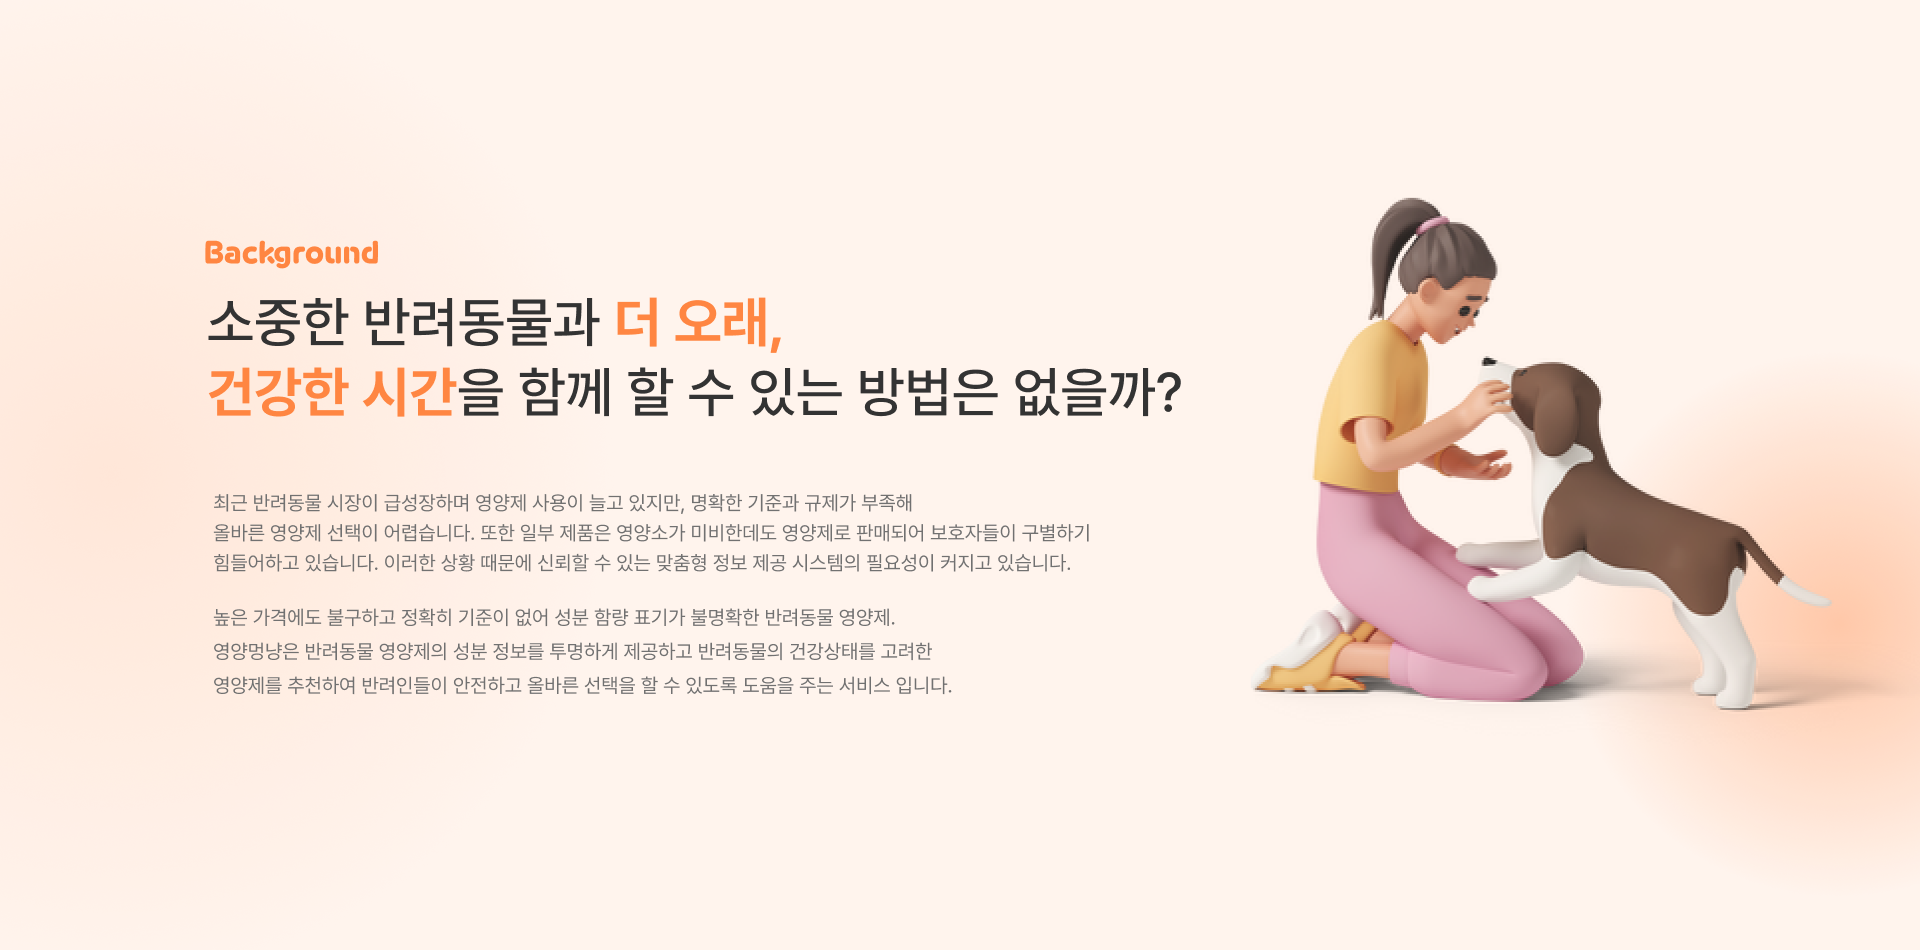 Background
소중한 반려동물과 더 오래,
건강한 시간을 함께 할 수 있는 방법은 없을까?
최근 반려동물 시장이 급성장하며 영양제 사용이 늘고 있지만, 명확한 기준과 규제가 부족해
올바른 영양제 선택이 어렵습니다. 또한 일부 제품은 영양소가 미비한데도 영양제로 판매되어 보호자들이 구별하기
힘들어하고 있습니다. 이러한 상황 때문에 신뢰할 수 있는 맞춤형 정보 제공 시스템의 필요성이 커지고 있습니다.
높은 가격에도 불구하고 정확히 기준이 없어 성분 함량 표기가 불명확한 반려동물 영양제.
영양멍냥은 반려동물 영양제의 성분 정보를 투명하게 제공하고 반려동물의 건강상태를 고려한
영양제를 추천하여 반려인들이 안전하고 올바른 선택을 할 수 있도록 도움을 주는 서비스 입니다.